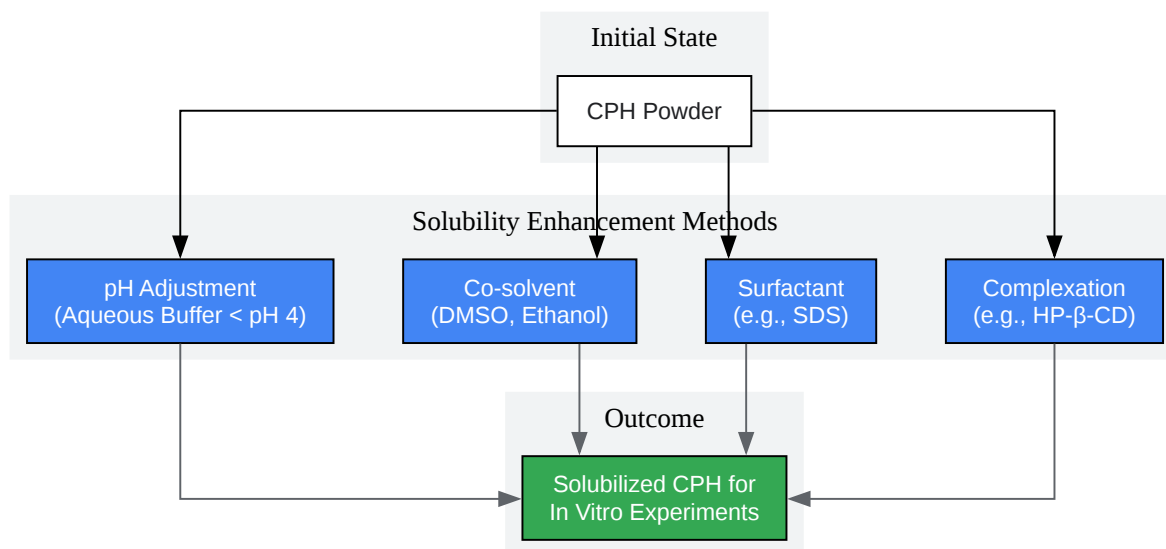 Initial State
CPH Powder
Solubility Enhancement Methods
pH Adjustment
(Aqueous Buffer < pH 4)
Co-solvent
(DMSO, Ethanol)
Surfactant
(e.g., SDS)
Complexation
(e.g., HP-β-CD)
Outcome
Solubilized CPH for
In Vitro Experiments